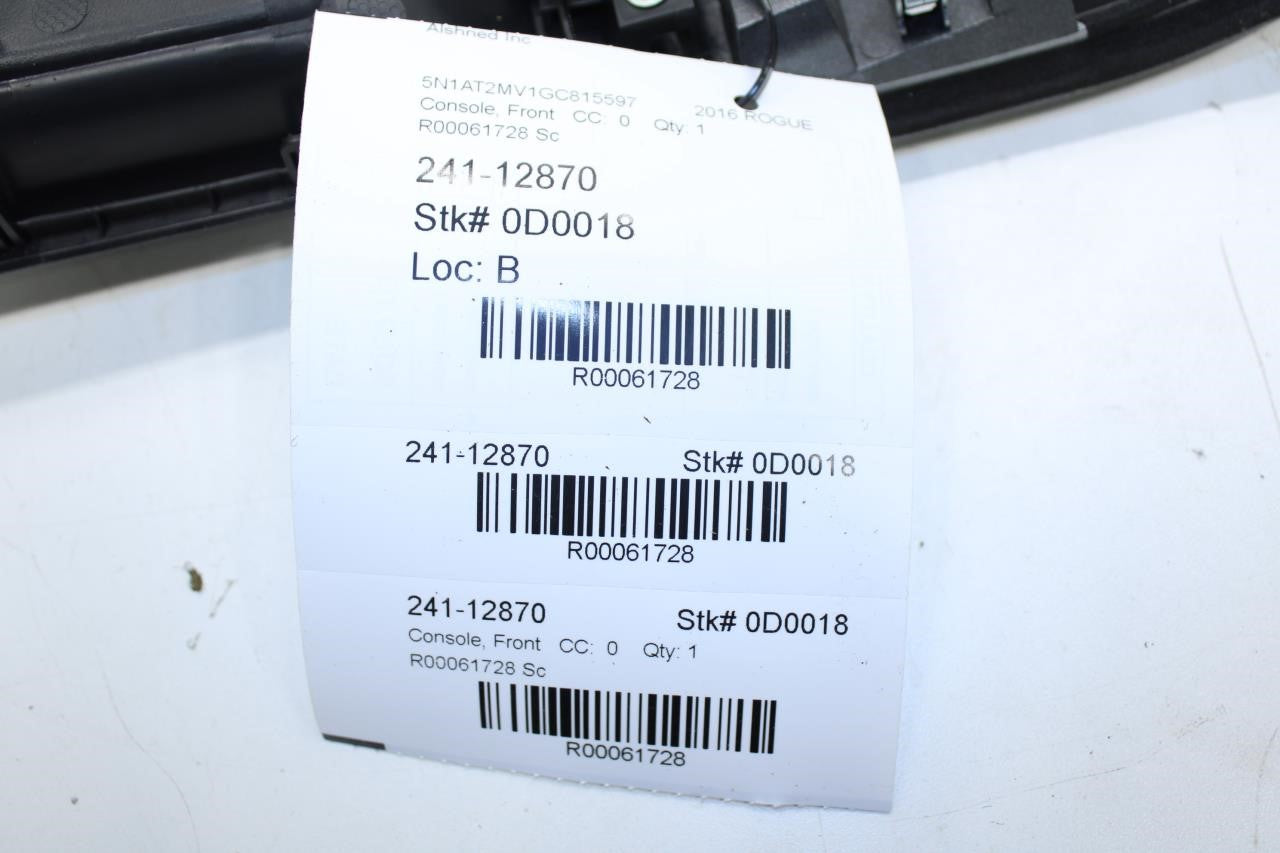 Alshned Inc
5N1AT2MV1GC815597 2016 ROGUE
Console, Front CC: 0 Qty: 1
R00061728 Sc
241-12870
Stk# 0D0018
Loc: B
R00061728
241-12870 Stk# 0D0018
R00061728
241-12870 Stk# 0D0018
Console, Front CC: 0 Qty: 1
R00061728 Sc
R00061728